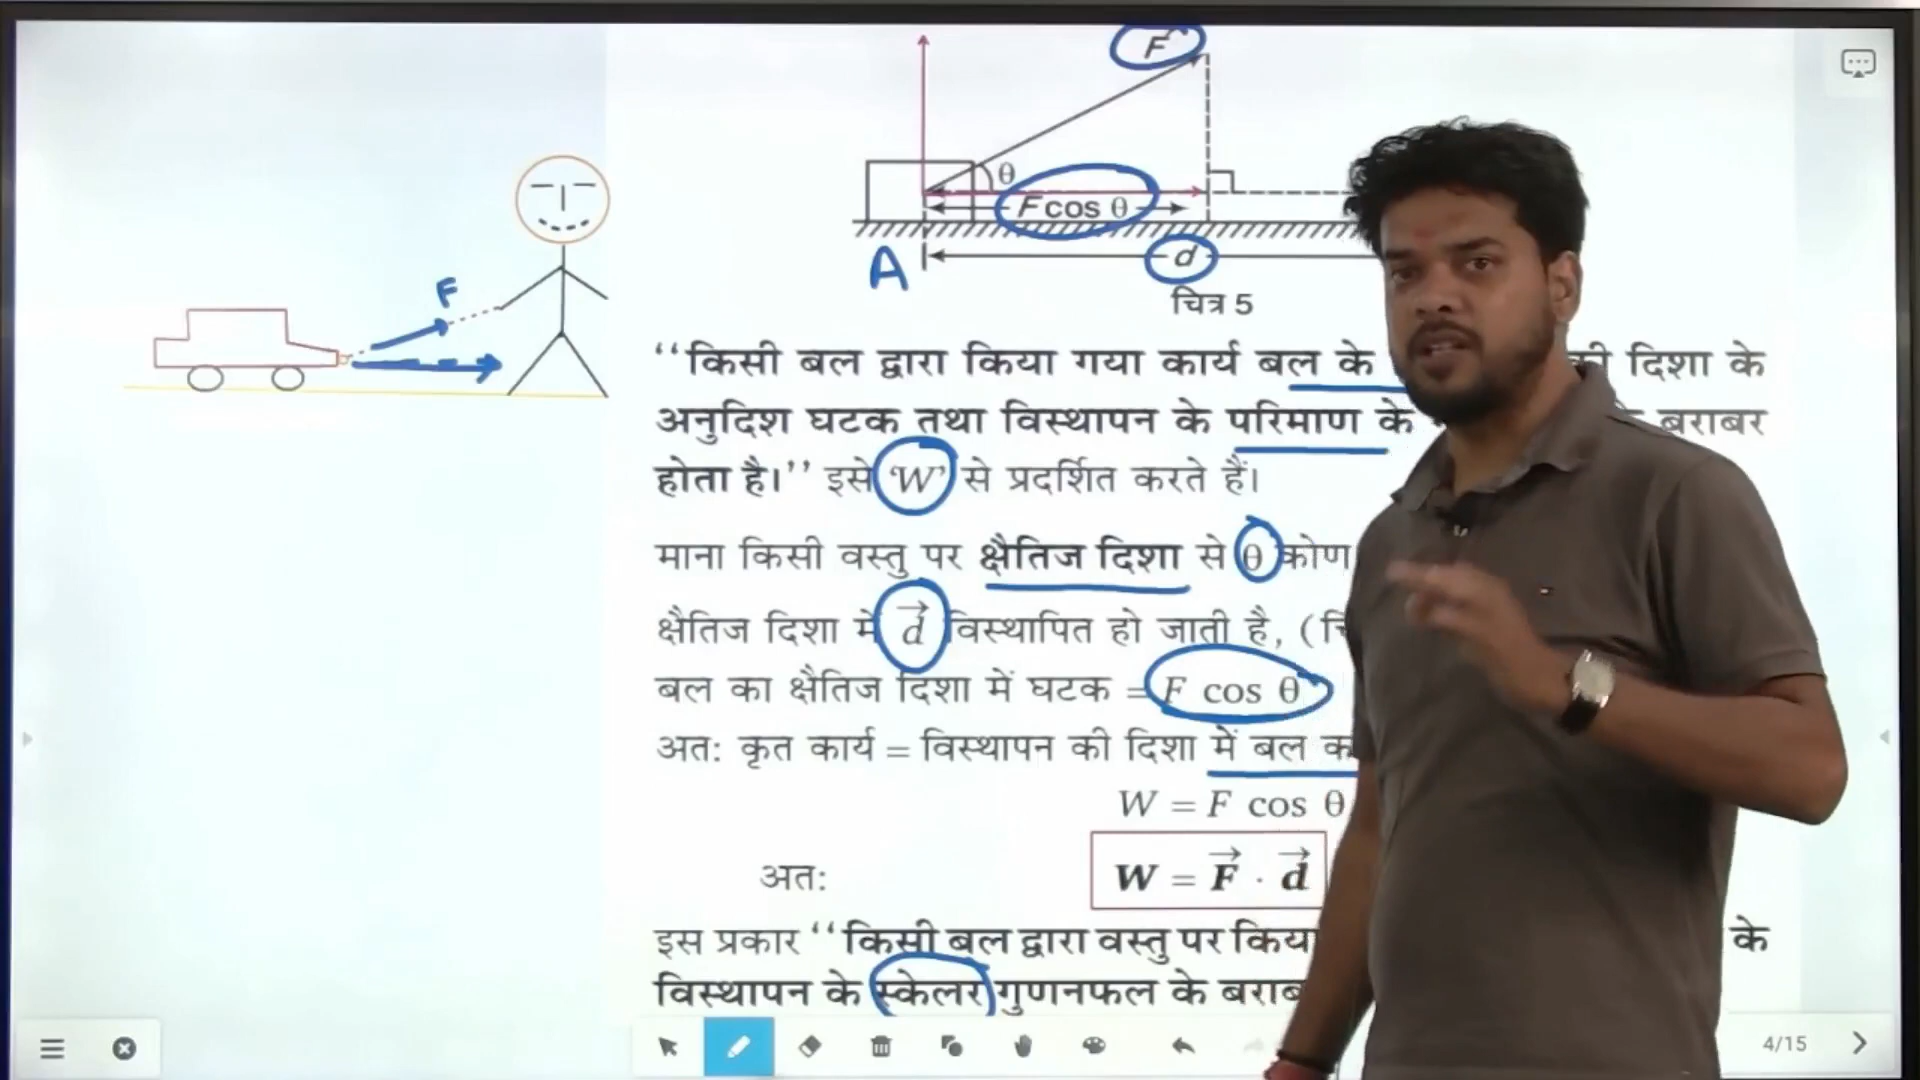 F
θ
F cos θ
A
d
चित्र 5
F
‘‘किसी बल द्वारा किया गया कार्य बल के की दिशा के
अनुदिश घटक तथा विस्थापन के परिमाण के बराबर
होता है।’’ इसे ‘W’ से प्रदर्शित करते हैं।
माना किसी वस्तु पर क्षैतिज दिशा से θ कोण
क्षैतिज दिशा में d⃗ विस्थापित हो जाती है, (
बल का क्षैतिज दिशा में घटक = F cos θ
अतः कृत कार्य = विस्थापन की दिशा में बल
W = F cos θ
अतः W = F⃗ · d⃗
इस प्रकार ‘‘किसी बल द्वारा वस्तु पर के
विस्थापन के स्केलर गुणनफल के
4/15